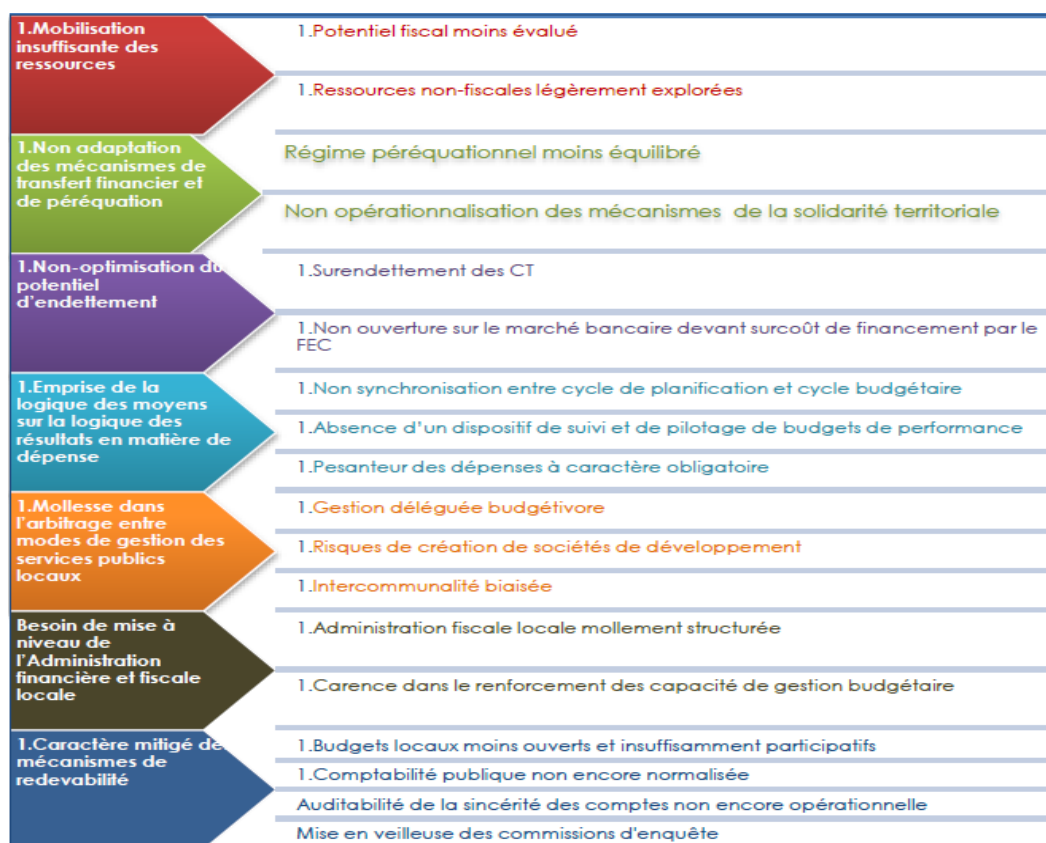 1.Mobilisation
insuffisante des
ressources
1.Potentiel fiscal moins évalué
1.Ressources non-fiscales légèrement explorées
1.Non adaptation
des mécanismes de
transfert financier et
de péréquation
Régime péréquationnel moins équilibré
Non opérationnalisation des mécanismes de la solidarité territoriale
1.Non-optimisation du
potentiel
d'endettement
1.Surendettement des CT
1.Non ouverture sur le marché bancaire devant surcoût de financement par le
FEC
1.Emprise de la
logique des moyens
sur la logique des
résultats en matière de
dépense
1.Non synchronisation entre cycle de planification et cycle budgétaire
1.Absence d'un dispositif de suivi et de pilotage de budgets de performance
1.Pesanteur des dépenses à caractère obligatoire
1.Mollesse dans
l'arbitrage entre
modes de gestion des
services publics
locaux
1.Gestion déléguée budgétivore
1.Risques de création de sociétés de développement
1.Intercommunalité biaisée
Besoin de mise à
niveau de
l'Administration
financière et fiscale
locale
1.Administration fiscale locale mollement structurée
1.Carence dans le renforcement des capacité de gestion budgétaire
1.Caractère mitigé de
mécanismes de
redevabilité
1.Budgets locaux moins ouverts et insuffisamment participatifs
1.Comptabilité publique non encore normalisée
Auditabilité de la sincérité des comptes non encore opérationnelle
Mise en veilleuse des commissions d'enquête